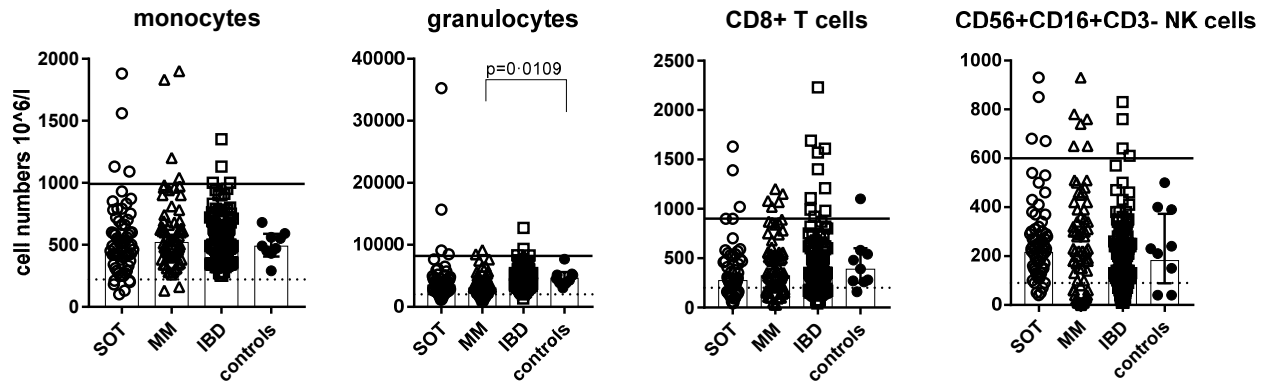 monocytes
cell numbers 10^6/l
2000
1500
1000
500
0
SOT
MM
IBD
controls
granulocytes
40000
30000
20000
10000
0
p=0·0109
SOT
MM
IBD
controls
CD8+ T cells
2500
2000
1500
1000
500
0
SOT
MM
IBD
controls
CD56+CD16+CD3- NK cells
1000
800
600
400
200
0
SOT
MM
IBD
controls